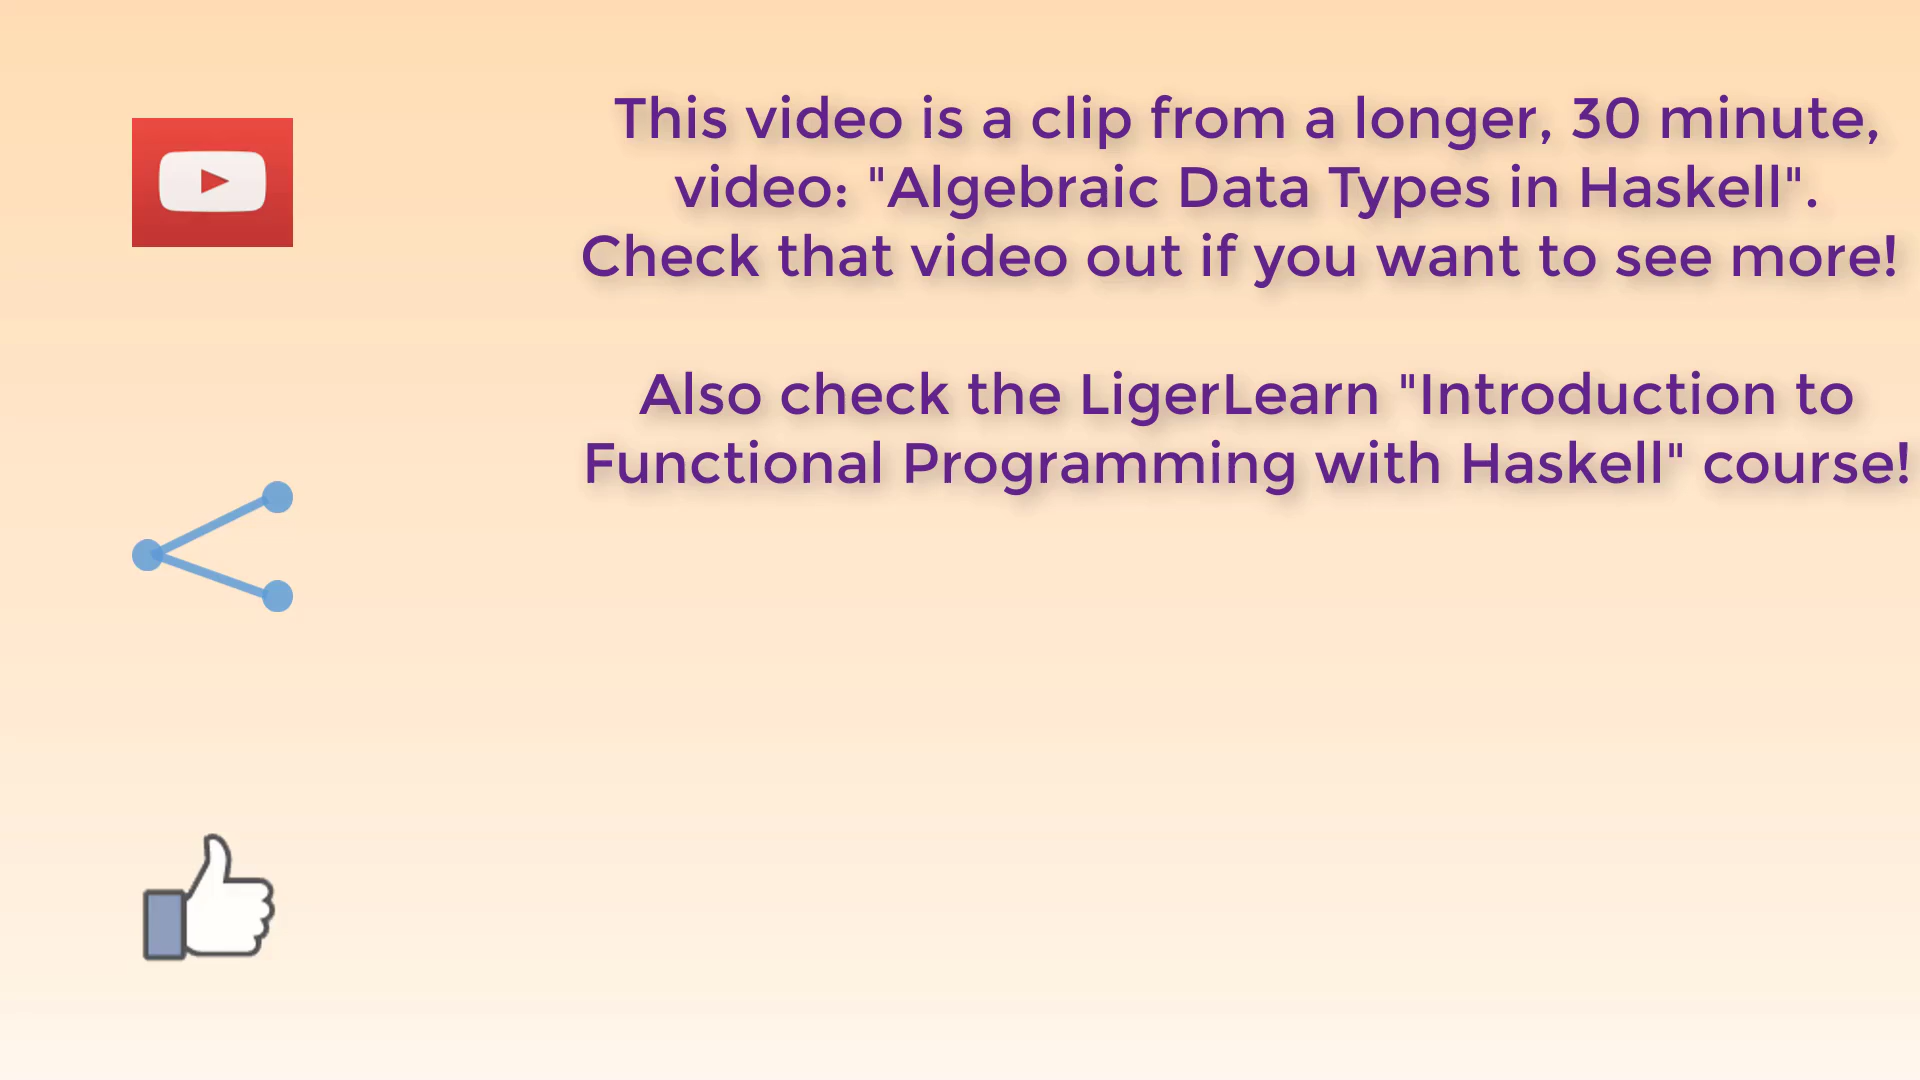 This video is a clip from a longer, 30 minute,
video: "Algebraic Data Types in Haskell".
Check that video out if you want to see more!
Also check the LigerLearn "Introduction to
Functional Programming with Haskell" course!